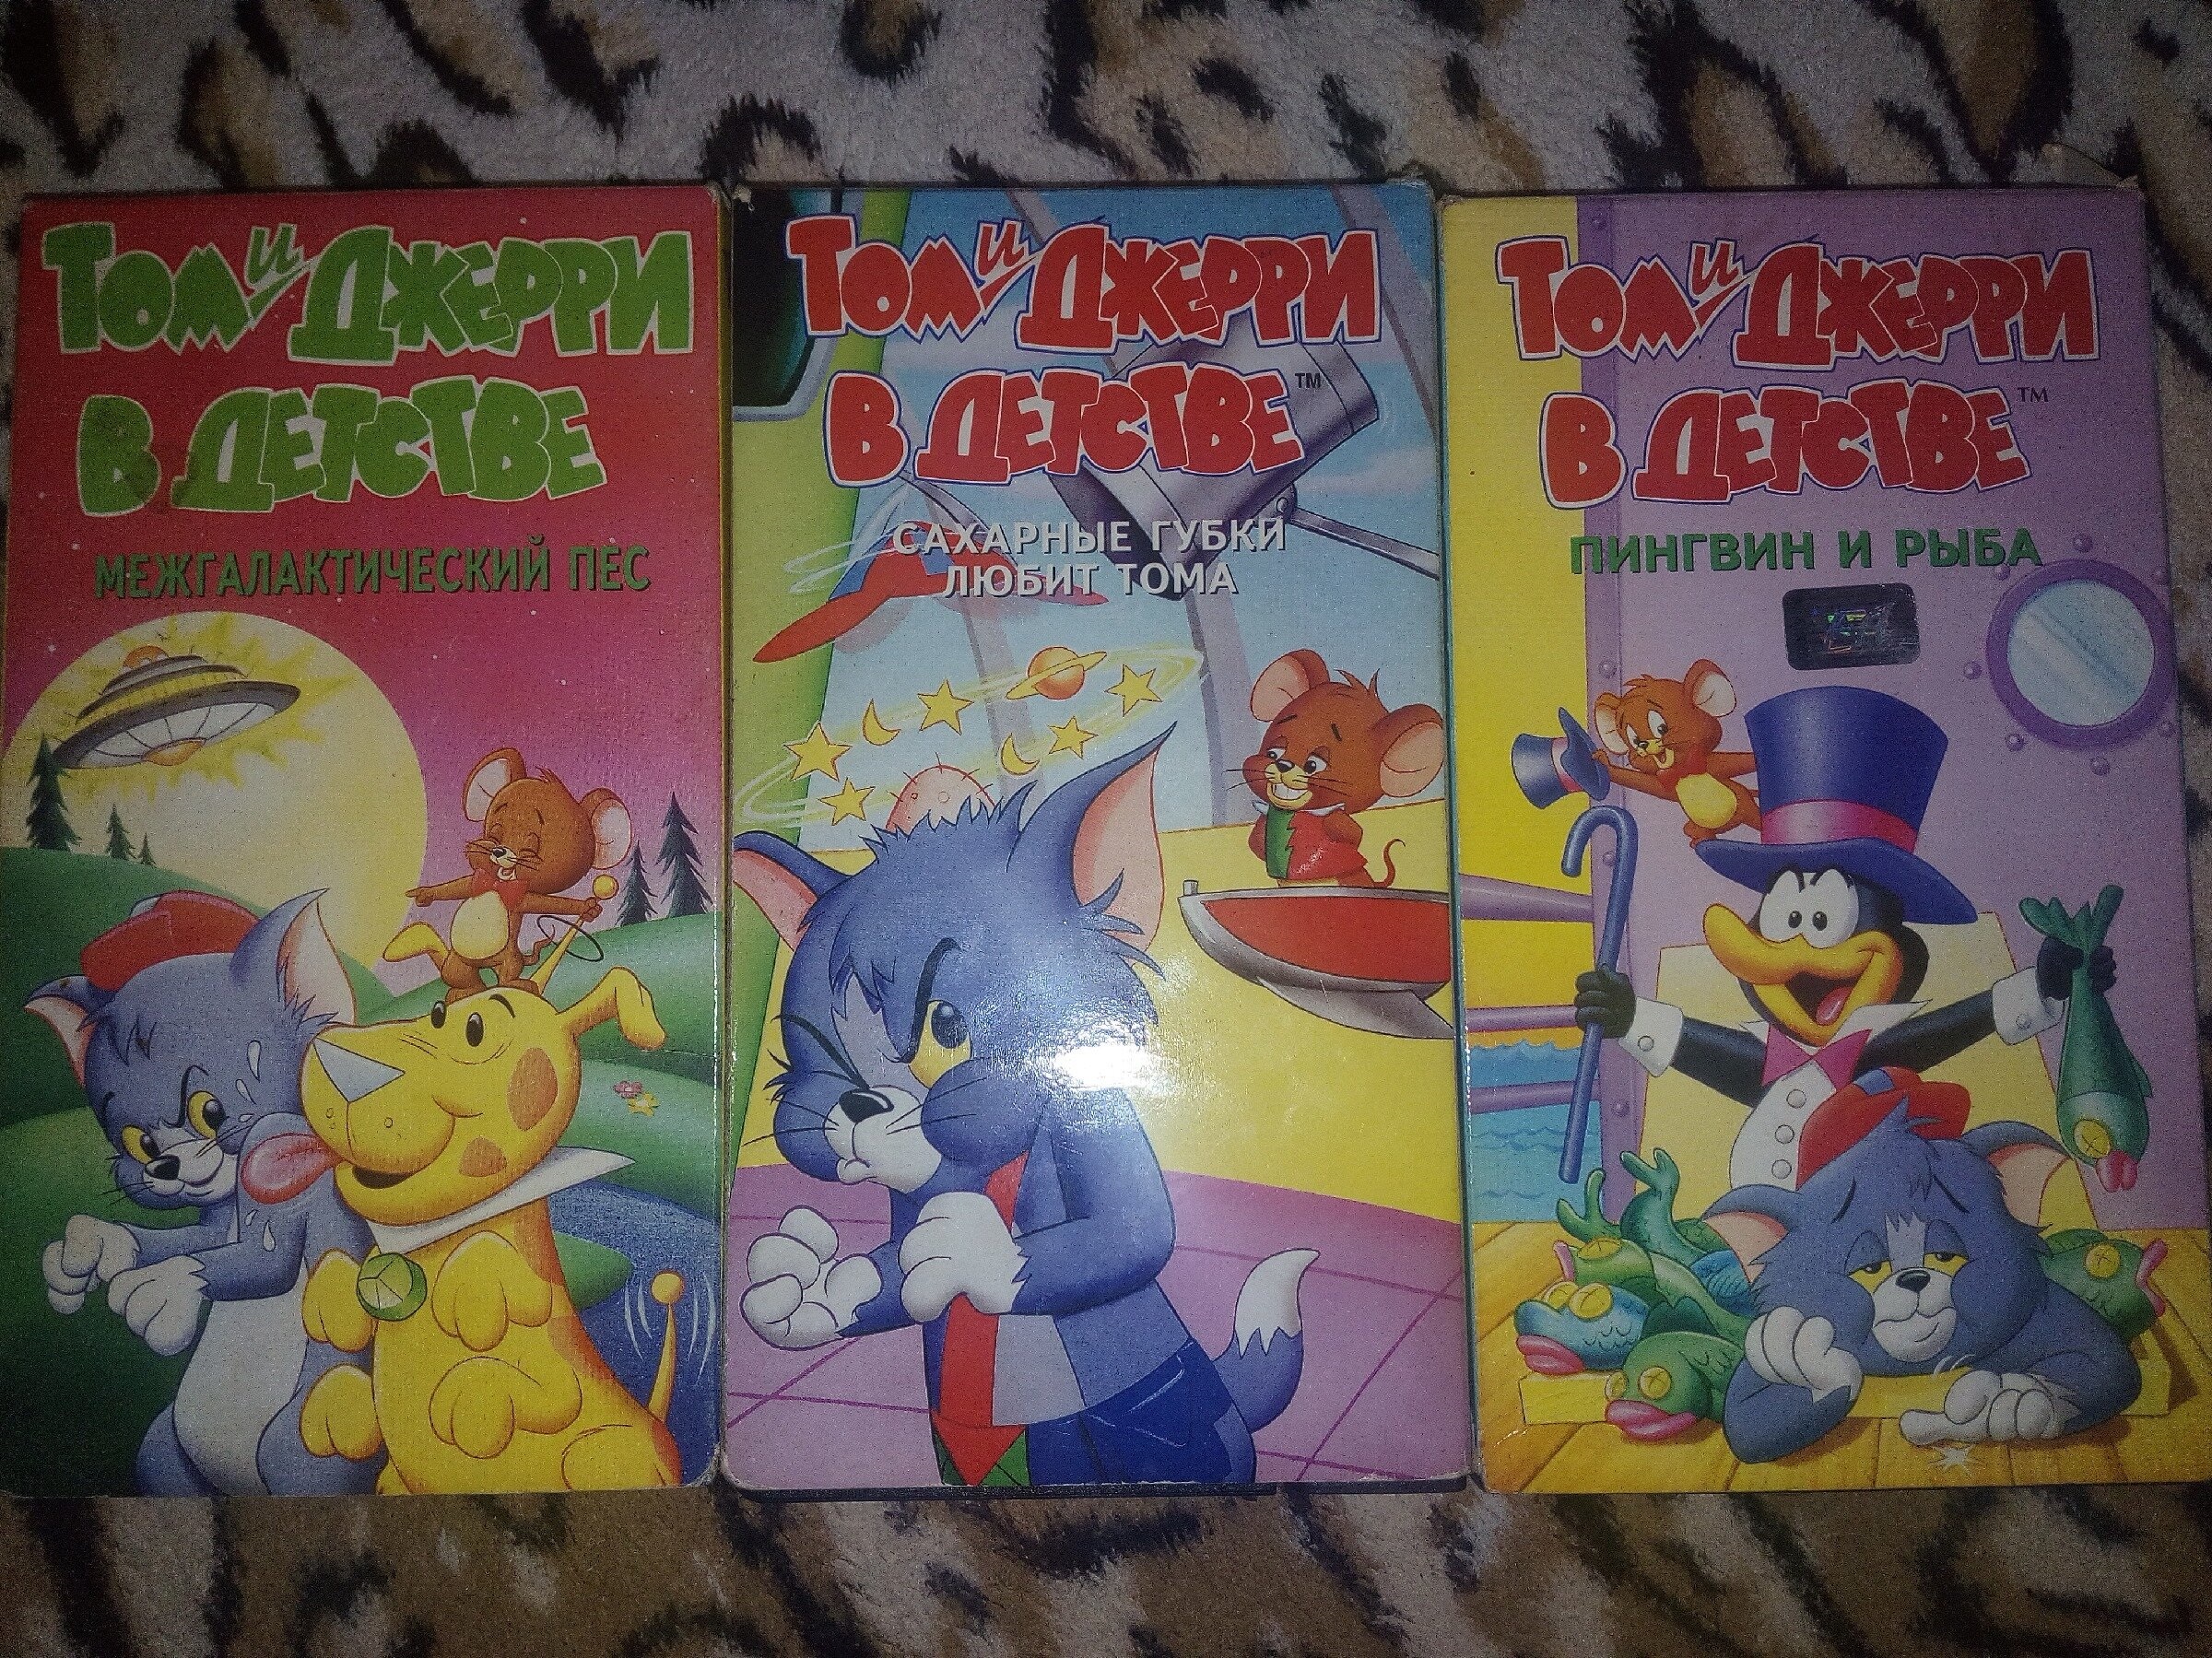 Том и Джерри
в детстве
МЕЖГАЛАКТИЧЕСКИЙ ПЕС
Том и Джерри
в детстве™
САХАРНЫЕ ГУБКИ
ЛЮБИТ ТОМА
Том и Джерри
в детстве™
ПИНГВИН И РЫБА